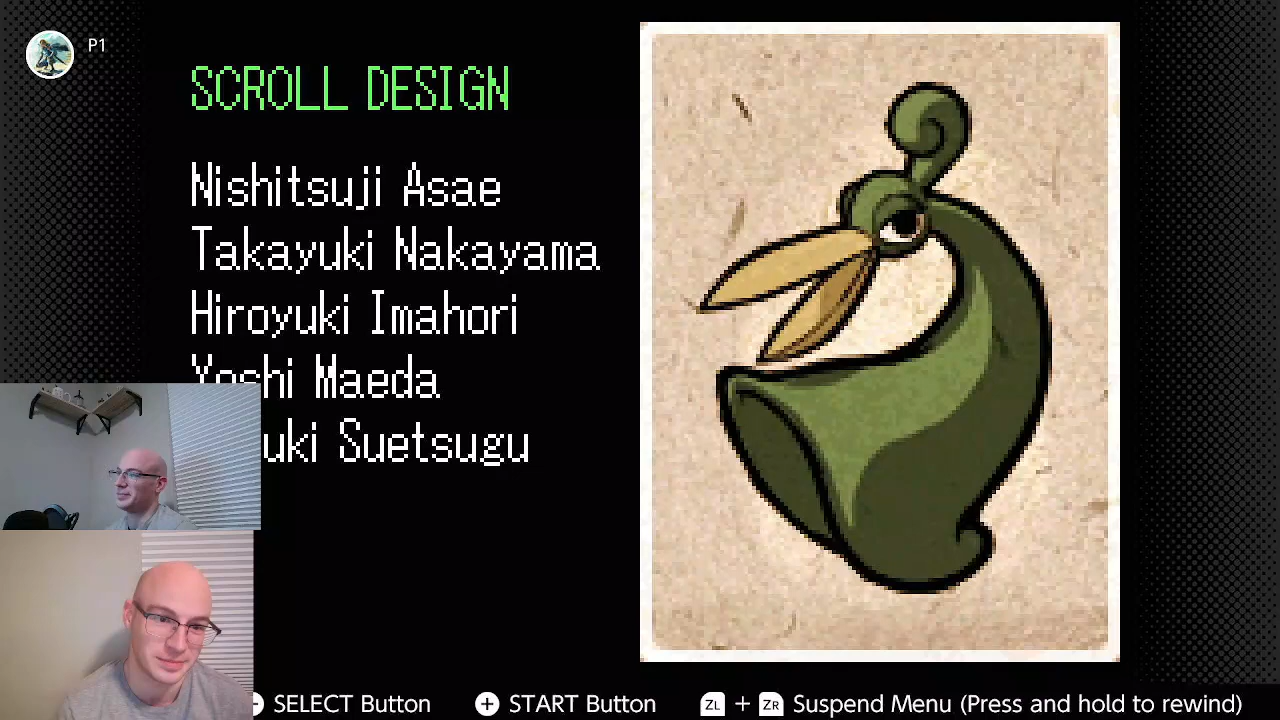 P1
SCROLL DESIGN
Nishitsuji Asae
Takayuki Nakayama
Hiroyuki Imahori
Yoshi Maeda
Suetsugu
SELECT Button
START Button
ZL + ZR Suspend Menu (Press and hold to rewind)